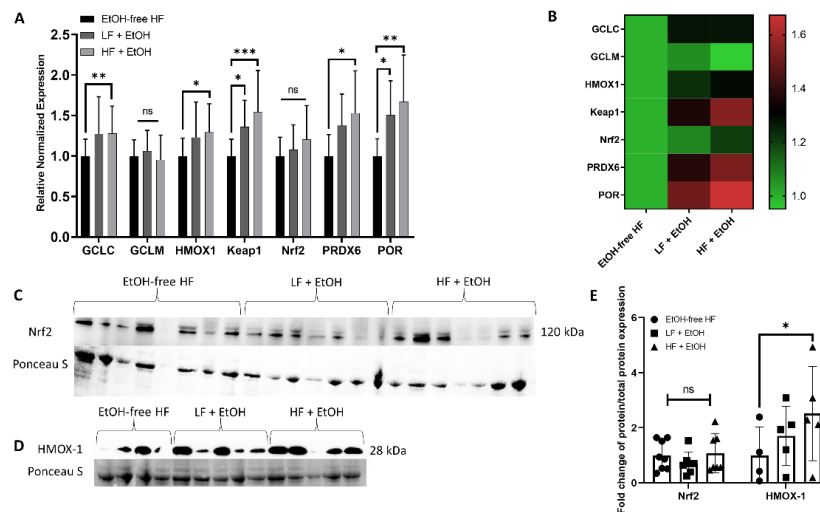 A
EtOH-free HF
LF + EtOH
HF + EtOH
Relative Normalized Expression
2.5
2.0
1.5
1.0
0.5
0.0
**
ns
*
***
*
ns
*
**
*
GCLC GCLM HMOX1 Keap1 Nrf2 PRDX6 POR
B
GCLC
GCLM
HMOX1
Keap1
Nrf2
PRDX6
POR
EtOH-free HF
LF + EtOH
HF + EtOH
1.6
1.4
1.2
1.0
C
EtOH-free HF LF + EtOH HF + EtOH
Nrf2 120 kDa
Ponceau S
D
EtOH-free HF LF + EtOH HF + EtOH
HMOX-1 28 kDa
Ponceau S
E
EtOH-free HF
LF + EtOH
HF + EtOH
Fold change of protein/total protein expression
6
4
2
0
ns
*
Nrf2 HMOX-1